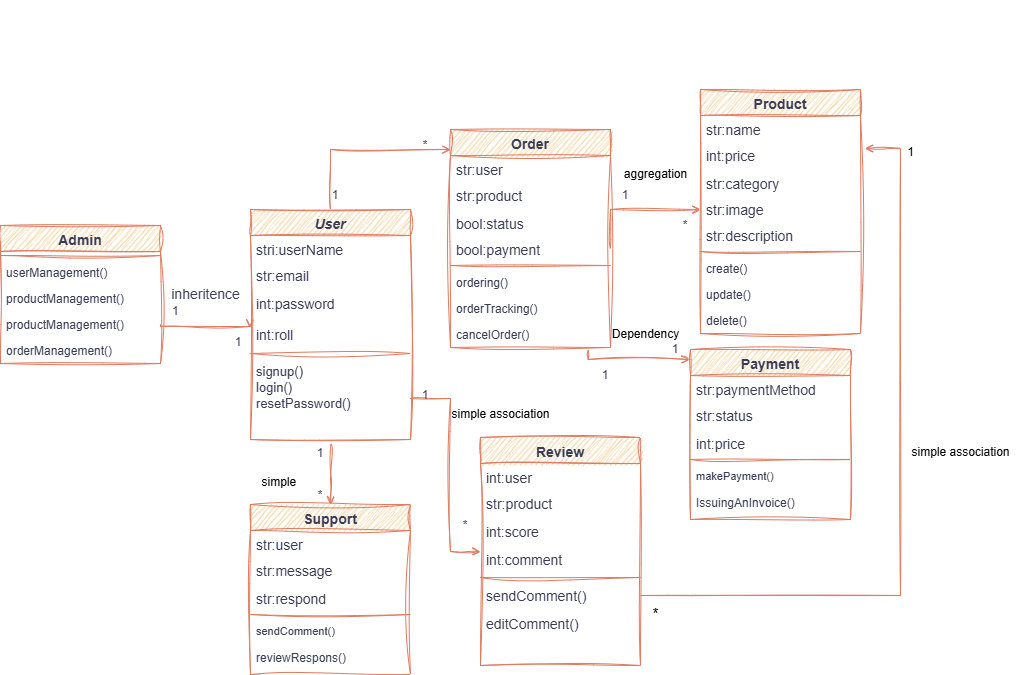 Admin
userManagement()
productManagement()
productManagement()
orderManagement()
inheritence
1
1
User
stri:userName
str:email
int:password
int:roll
signup()
login()
resetPassword()
1
*
Order
str:user
str:product
bool:status
bool:payment
ordering()
orderTracking()
cancelOrder()
aggregation
1
*
Product
str:name
int:price
str:category
str:image
str:description
create()
update()
delete()
1
Dependency
1
1
Payment
str:paymentMethod
str:status
int:price
makePayment()
IssuingAnInvoice()
1
simple association
*
Review
int:user
str:product
int:score
int:comment
sendComment()
editComment()
*
simple association
1
simple
*
Support
str:user
str:message
str:respond
sendComment()
reviewRespons()